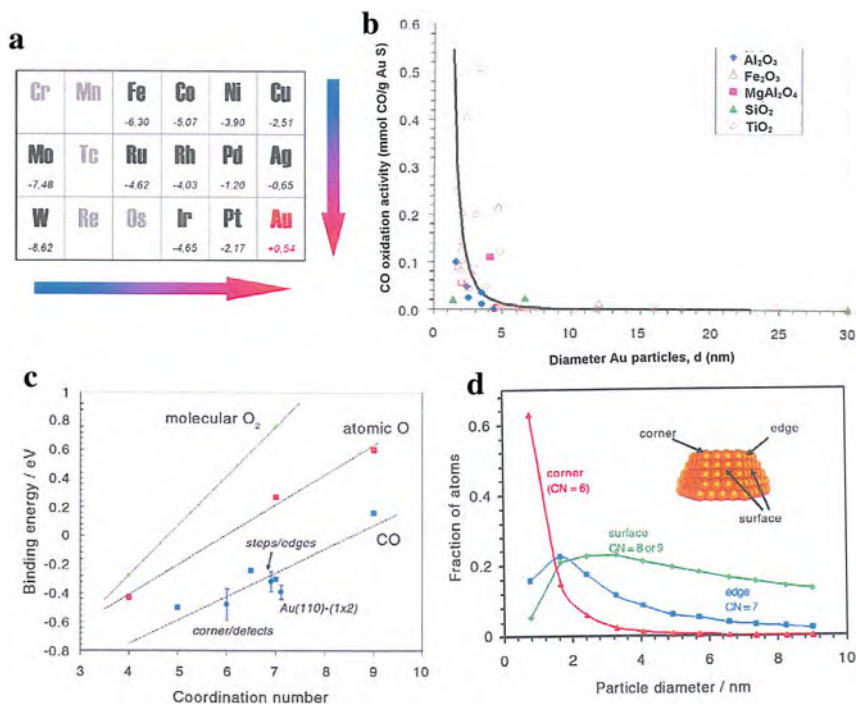 a
Cr Mn Fe Co Ni Cu
-6,30 -5,07 -3,90 -2,51
Mo Tc Ru Rh Pd Ag
-7,48 -4,62 -4,03 -1,20 -0,65
W Re Os Ir Pt Au
-8,62 -4,65 -2,17 +0,54
b
CO oxidation activity (mmol CO/g Au S)
0.6
0.5
0.4
0.3
0.2
0.1
0.0
0 5 10 15 20 25 30
Diameter Au particles, d (nm)
Al₂O₃
Fe₂O₃
MgAl₂O₄
SiO₂
TiO₂
c
Binding energy / eV
1
0.8
0.6
0.4
0.2
0
-0.2
-0.4
-0.6
-0.8
molecular O₂
atomic O
CO
steps/edges
Au(110)-(1x2)
corner/defects
3 4 5 6 7 8 9 10
Coordination number
d
Fraction of atoms
0.6
0.4
0.2
0
corner
edge
surface
corner
(CN = 6)
surface
CN = 8 or 9
edge
CN = 7
0 2 4 6 8 10
Particle diameter / nm